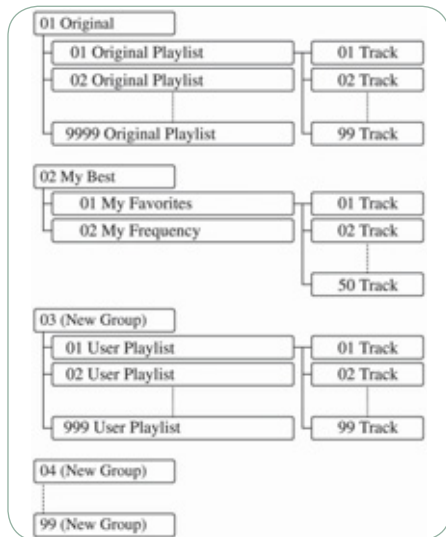 01 Original
01 Original Playlist 01 Track
02 Original Playlist 02 Track
9999 Original Playlist 99 Track
02 My Best
01 My Favorites 01 Track
02 My Frequency 02 Track
50 Track
03 (New Group)
01 User Playlist 01 Track
02 User Playlist 02 Track
999 User Playlist 99 Track
04 (New Group)
99 (New Group)